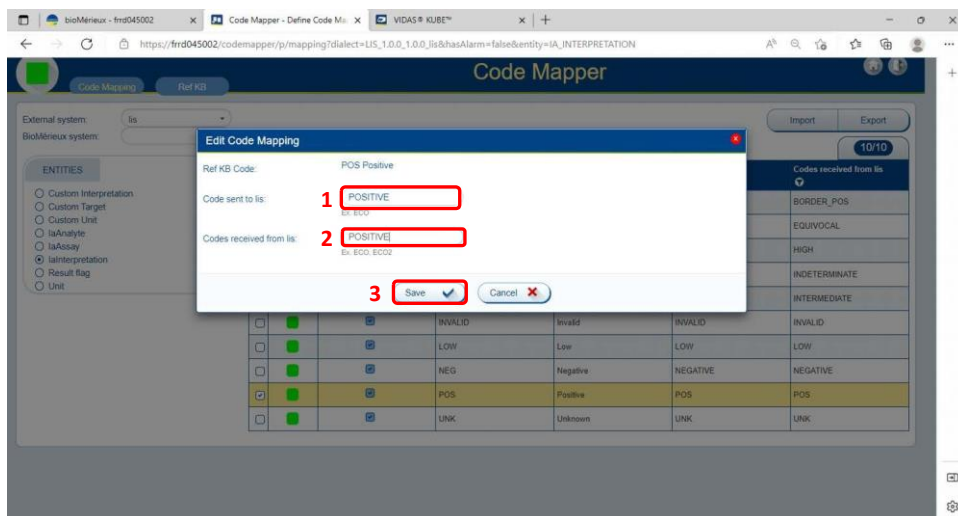 bioMérieux - frrd045002
Code Mapper - Define Code Ma
VIDAS® KUBE™
https://frrd045002/codemapper/p/mapping?dialect=LIS_1.0.0_1.0.0_lis&hasAlarm=false&entity=IA_INTERPRETATION
Code Mapper
Code Mapping
Ref KB
External system:
lis
Import
Export
BioMérieux system:
10/10
Edit Code Mapping
Ref KB Code:
POS Positive
Code sent to lis:
1
POSITIVE
Ex. ECO
Codes received from lis:
2
POSITIVE
Ex. ECO, ECO2
3
Save
Cancel
ENTITIES
Custom Interpretation
Custom Target
Custom Unit
IaAnalyte
IaAssay
IaInterpretation
Result flag
Unit
Codes received from lis
BORDER_POS
EQUIVOCAL
HIGH
INDETERMINATE
INTERMEDIATE
INVALID Invalid INVALID INVALID
LOW Low LOW LOW
NEG Negative NEGATIVE NEGATIVE
POS Positive POS POS
UNK Unknown UNK UNK